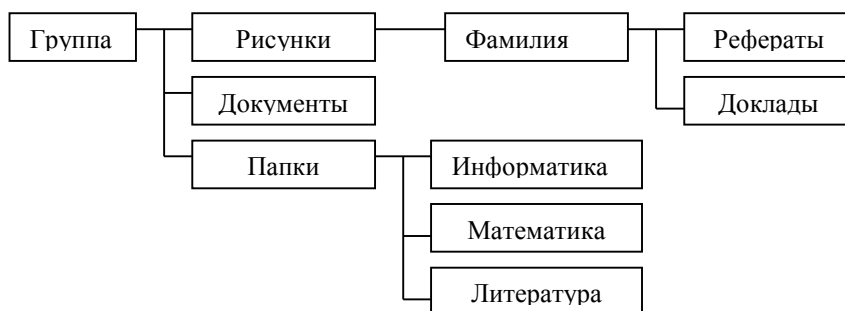 Группа Рисунки Фамилия Рефераты
Документы Доклады
Папки Информатика
Математика
Литература